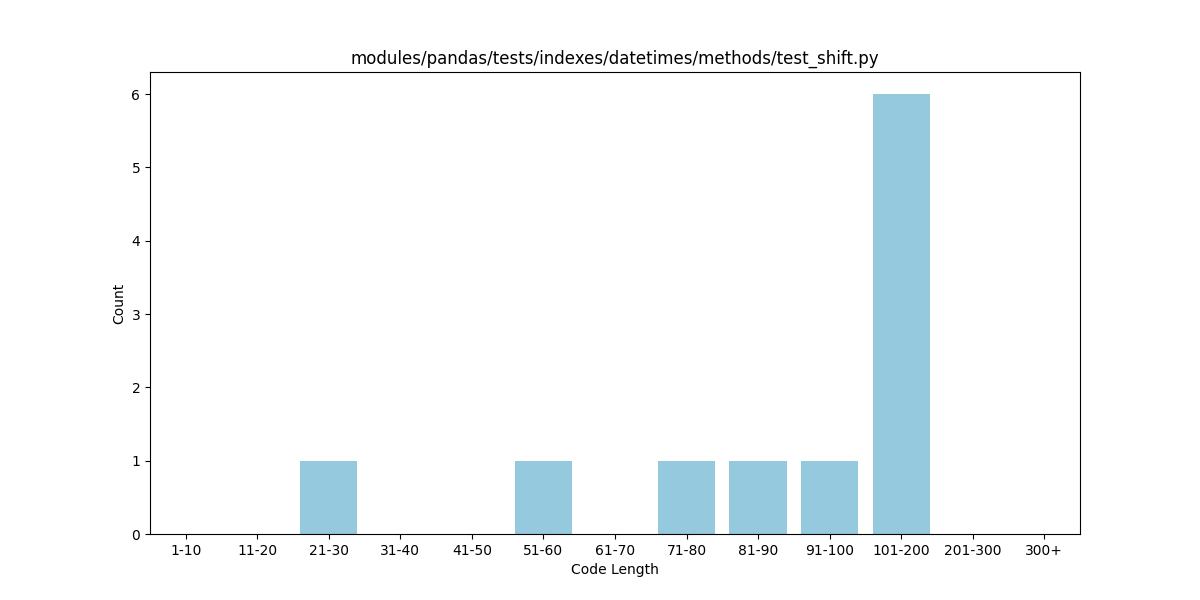 modules/pandas/tests/indexes/datetimes/methods/test_shift.py
6
5
4
3
2
1
0
Count
1-10 11-20 21-30 31-40 41-50 51-60 61-70 71-80 81-90 91-100 101-200 201-300 300+
Code Length